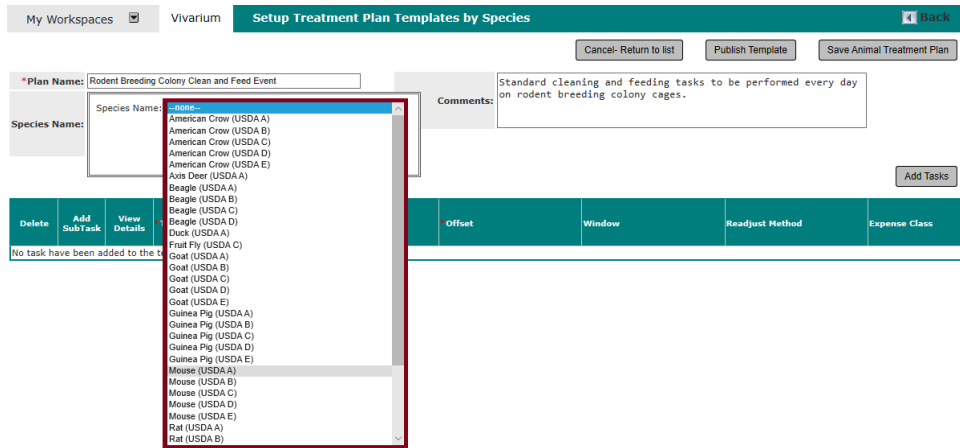 My Workspaces
Vivarium
Setup Treatment Plan Templates by Species
Back
Cancel- Return to list
Publish Template
Save Animal Treatment Plan
*Plan Name:
Rodent Breeding Colony Clean and Feed Event
Comments:
Standard cleaning and feeding tasks to be performed every day
on rodent breeding colony cages.
Species Name:
Species Name:
--none--
American Crow (USDA A)
American Crow (USDA B)
American Crow (USDA C)
American Crow (USDA D)
American Crow (USDA E)
Axis Deer (USDA A)
Beagle (USDA A)
Beagle (USDA B)
Beagle (USDA C)
Beagle (USDA D)
Duck (USDA A)
Fruit Fly (USDA C)
Goat (USDA A)
Goat (USDA B)
Goat (USDA C)
Goat (USDA D)
Goat (USDA E)
Guinea Pig (USDA A)
Guinea Pig (USDA B)
Guinea Pig (USDA C)
Guinea Pig (USDA D)
Guinea Pig (USDA E)
Mouse (USDA A)
Mouse (USDA B)
Mouse (USDA C)
Mouse (USDA D)
Mouse (USDA E)
Rat (USDA A)
Rat (USDA B)
Add Tasks
Delete
Add SubTask
View Details
*Offset
Window
Readjust Method
Expense Class
No task have been added to the